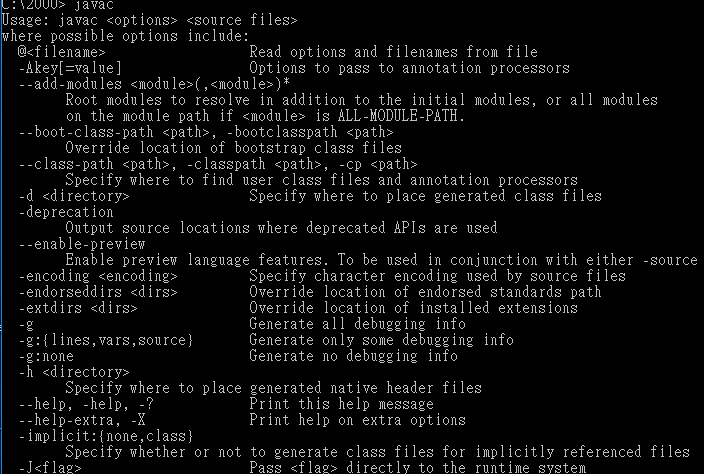 C:\2000> javac
Usage: javac <options> <source files>
where possible options include:
  @<filename>                  Read options and filenames from file
  -Akey[=value]                Options to pass to annotation processors
  --add-modules <module>(,<module>)*
        Root modules to resolve in addition to the initial modules, or all modules
        on the module path if <module> is ALL-MODULE-PATH.
  --boot-class-path <path>, -bootclasspath <path>
        Override location of bootstrap class files
  --class-path <path>, -classpath <path>, -cp <path>
        Specify where to find user class files and annotation processors
  -d <directory>               Specify where to place generated class files
  -deprecation
        Output source locations where deprecated APIs are used
  --enable-preview
        Enable preview language features. To be used in conjunction with either -source
  -encoding <encoding>         Specify character encoding used by source files
  -endorseddirs <dirs>         Override location of endorsed standards path
  -extdirs <dirs>              Override location of installed extensions
  -g                           Generate all debugging info
  -g:{lines,vars,source}       Generate only some debugging info
  -g:none                      Generate no debugging info
  -h <directory>
        Specify where to place generated native header files
  --help, -help, -?            Print this help message
  --help-extra, -X             Print help on extra options
  -implicit:{none,class}
        Specify whether or not to generate class files for implicitly referenced files
  -J<flag>                     Pass <flag> directly to the runtime system